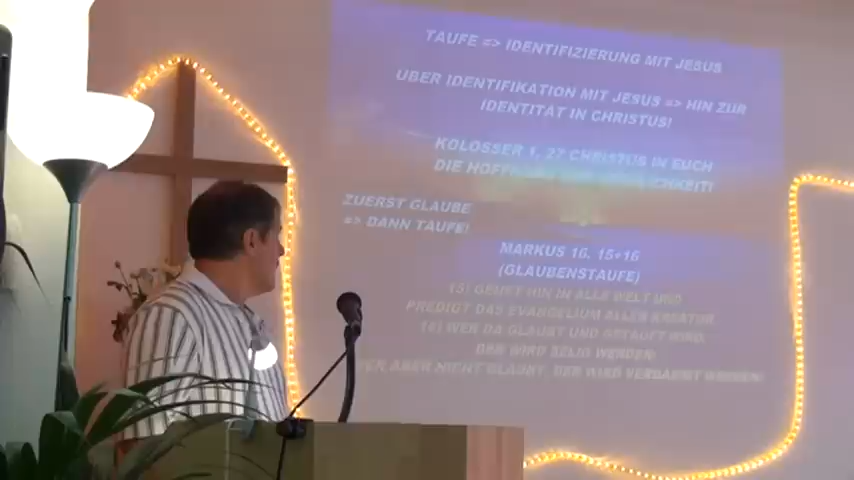 TAUFE => IDENTIFIZIERUNG MIT JESUS
ÜBER IDENTIFIKATION MIT JESUS => HIN ZUR
IDENTITÄT IN CHRISTUS!
KOLOSSER 1, 27 CHRISTUS IN EUCH
DIE HOFFNUNG DER HERRLICHKEIT)
ZUERST GLAUBE
=> DANN TAUFE!
MARKUS 16, 15+16
(GLAUBENSTAUFE)
GEHT HIN IN ALLE WELT UND
PREDIGT DAS EVANGELIUM ALLER KREATUR
WER DA GLAUBT UND GETAUFT WIRD,
DER WIRD SELIG WERDEN;
WER ABER NICHT GLAUBT, DER WIRD VERDAMMT WERDEN